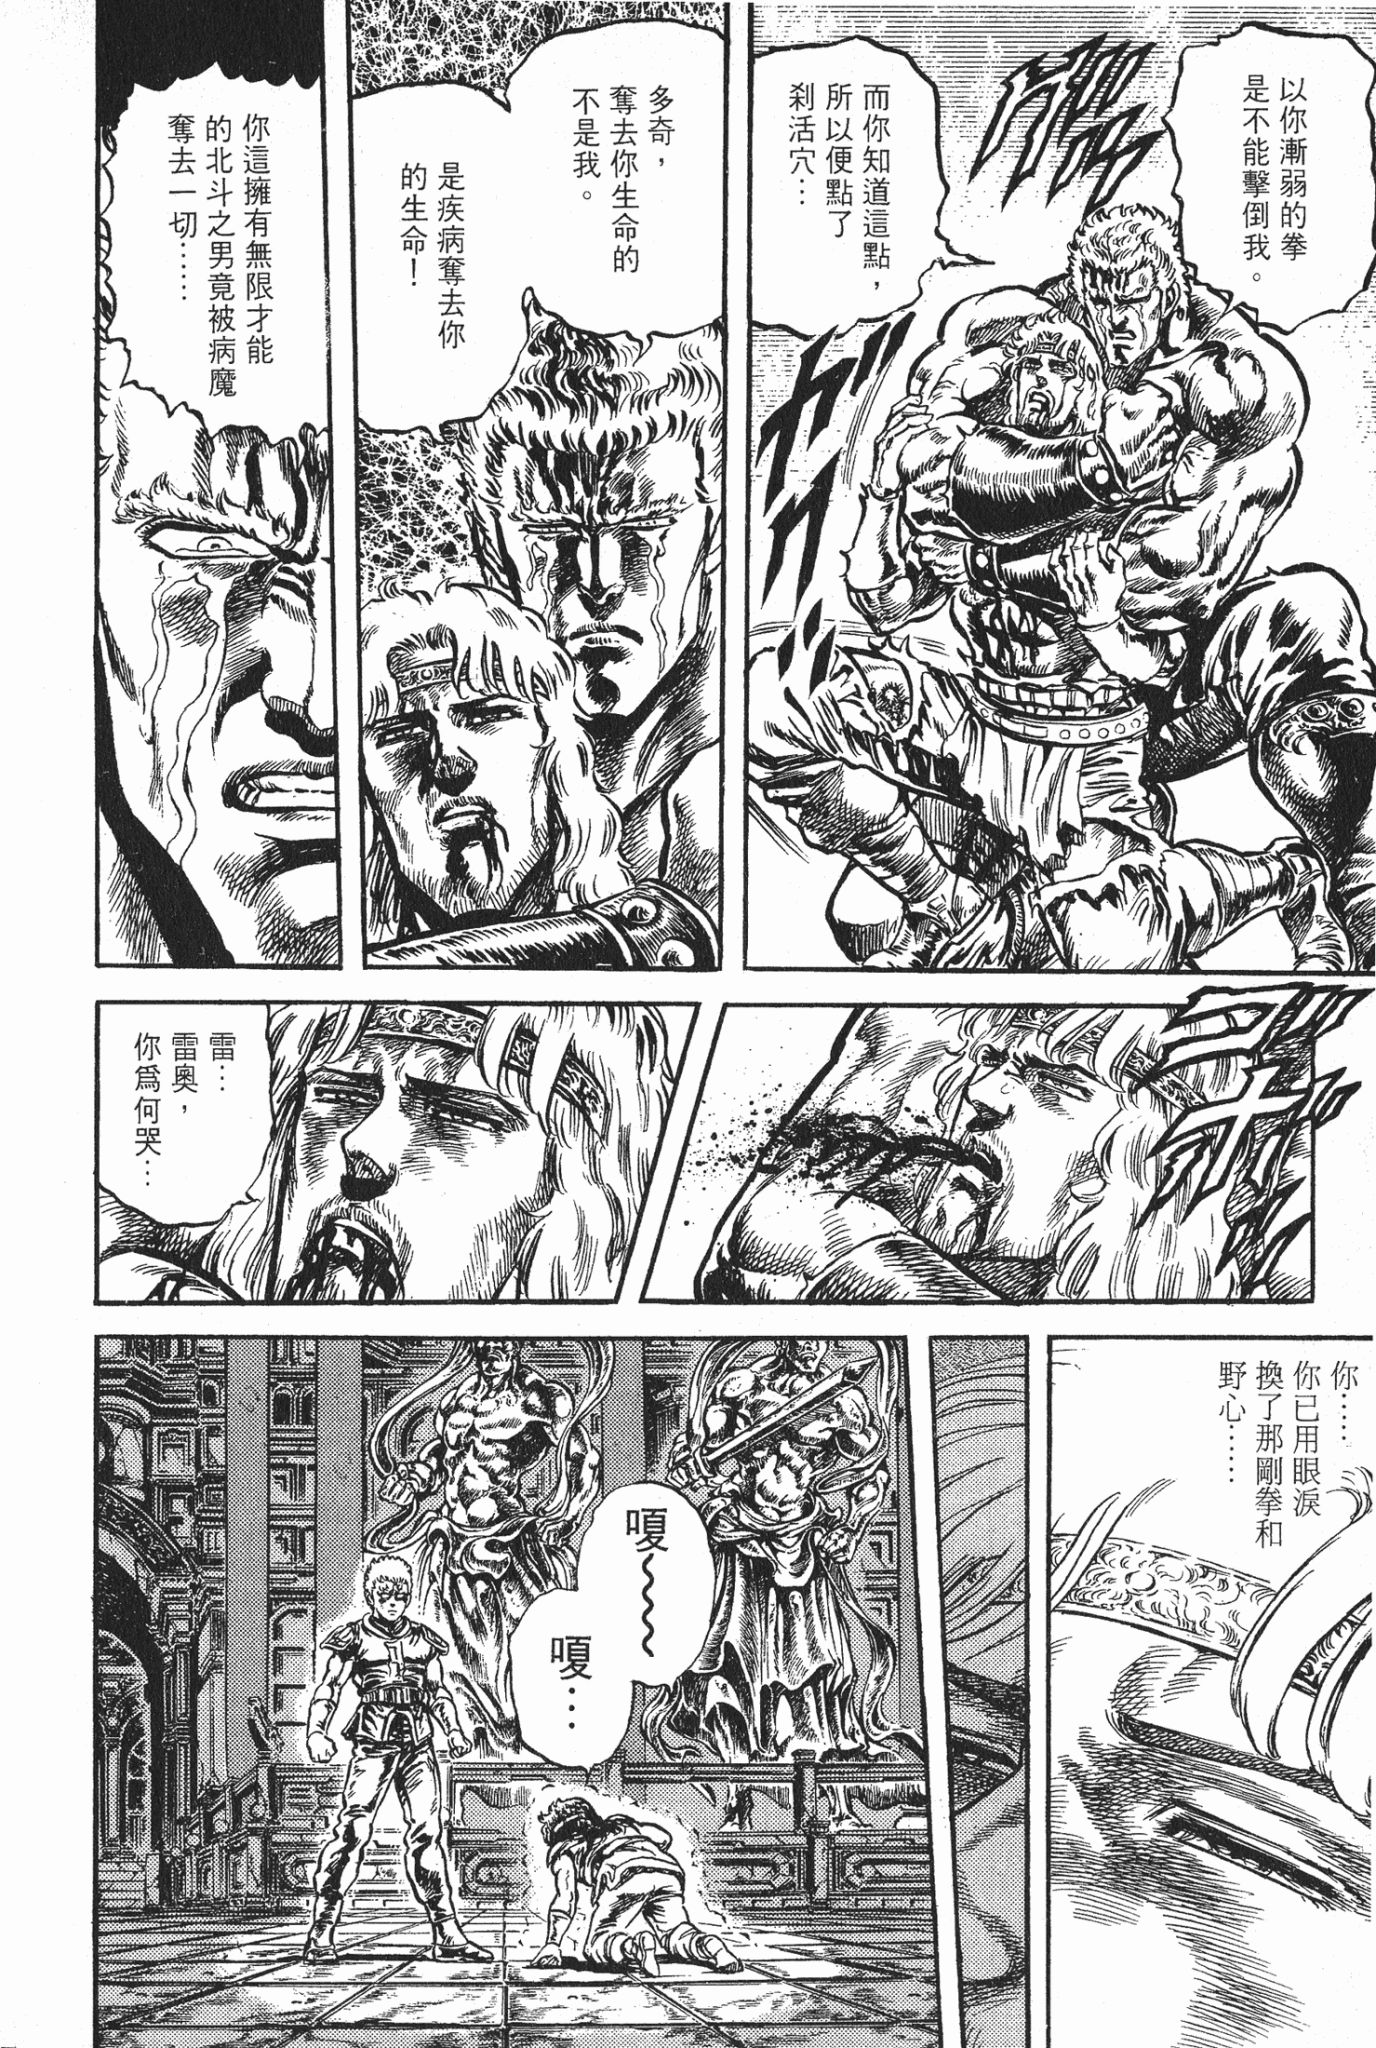 以你漸弱的拳
是不能擊倒我。
而你知道這點，
所以便點了
刹活穴…
多奇，
奪去你生命的
不是我。
是疾病奪去你
的生命！
你這擁有無限才能
的北斗之男竟被病魔
奪去一切……
雷…
雷奧，
你爲何哭…
你……
你已用眼淚
換了那剛拳和
野心……
嗄～～～
嗄…